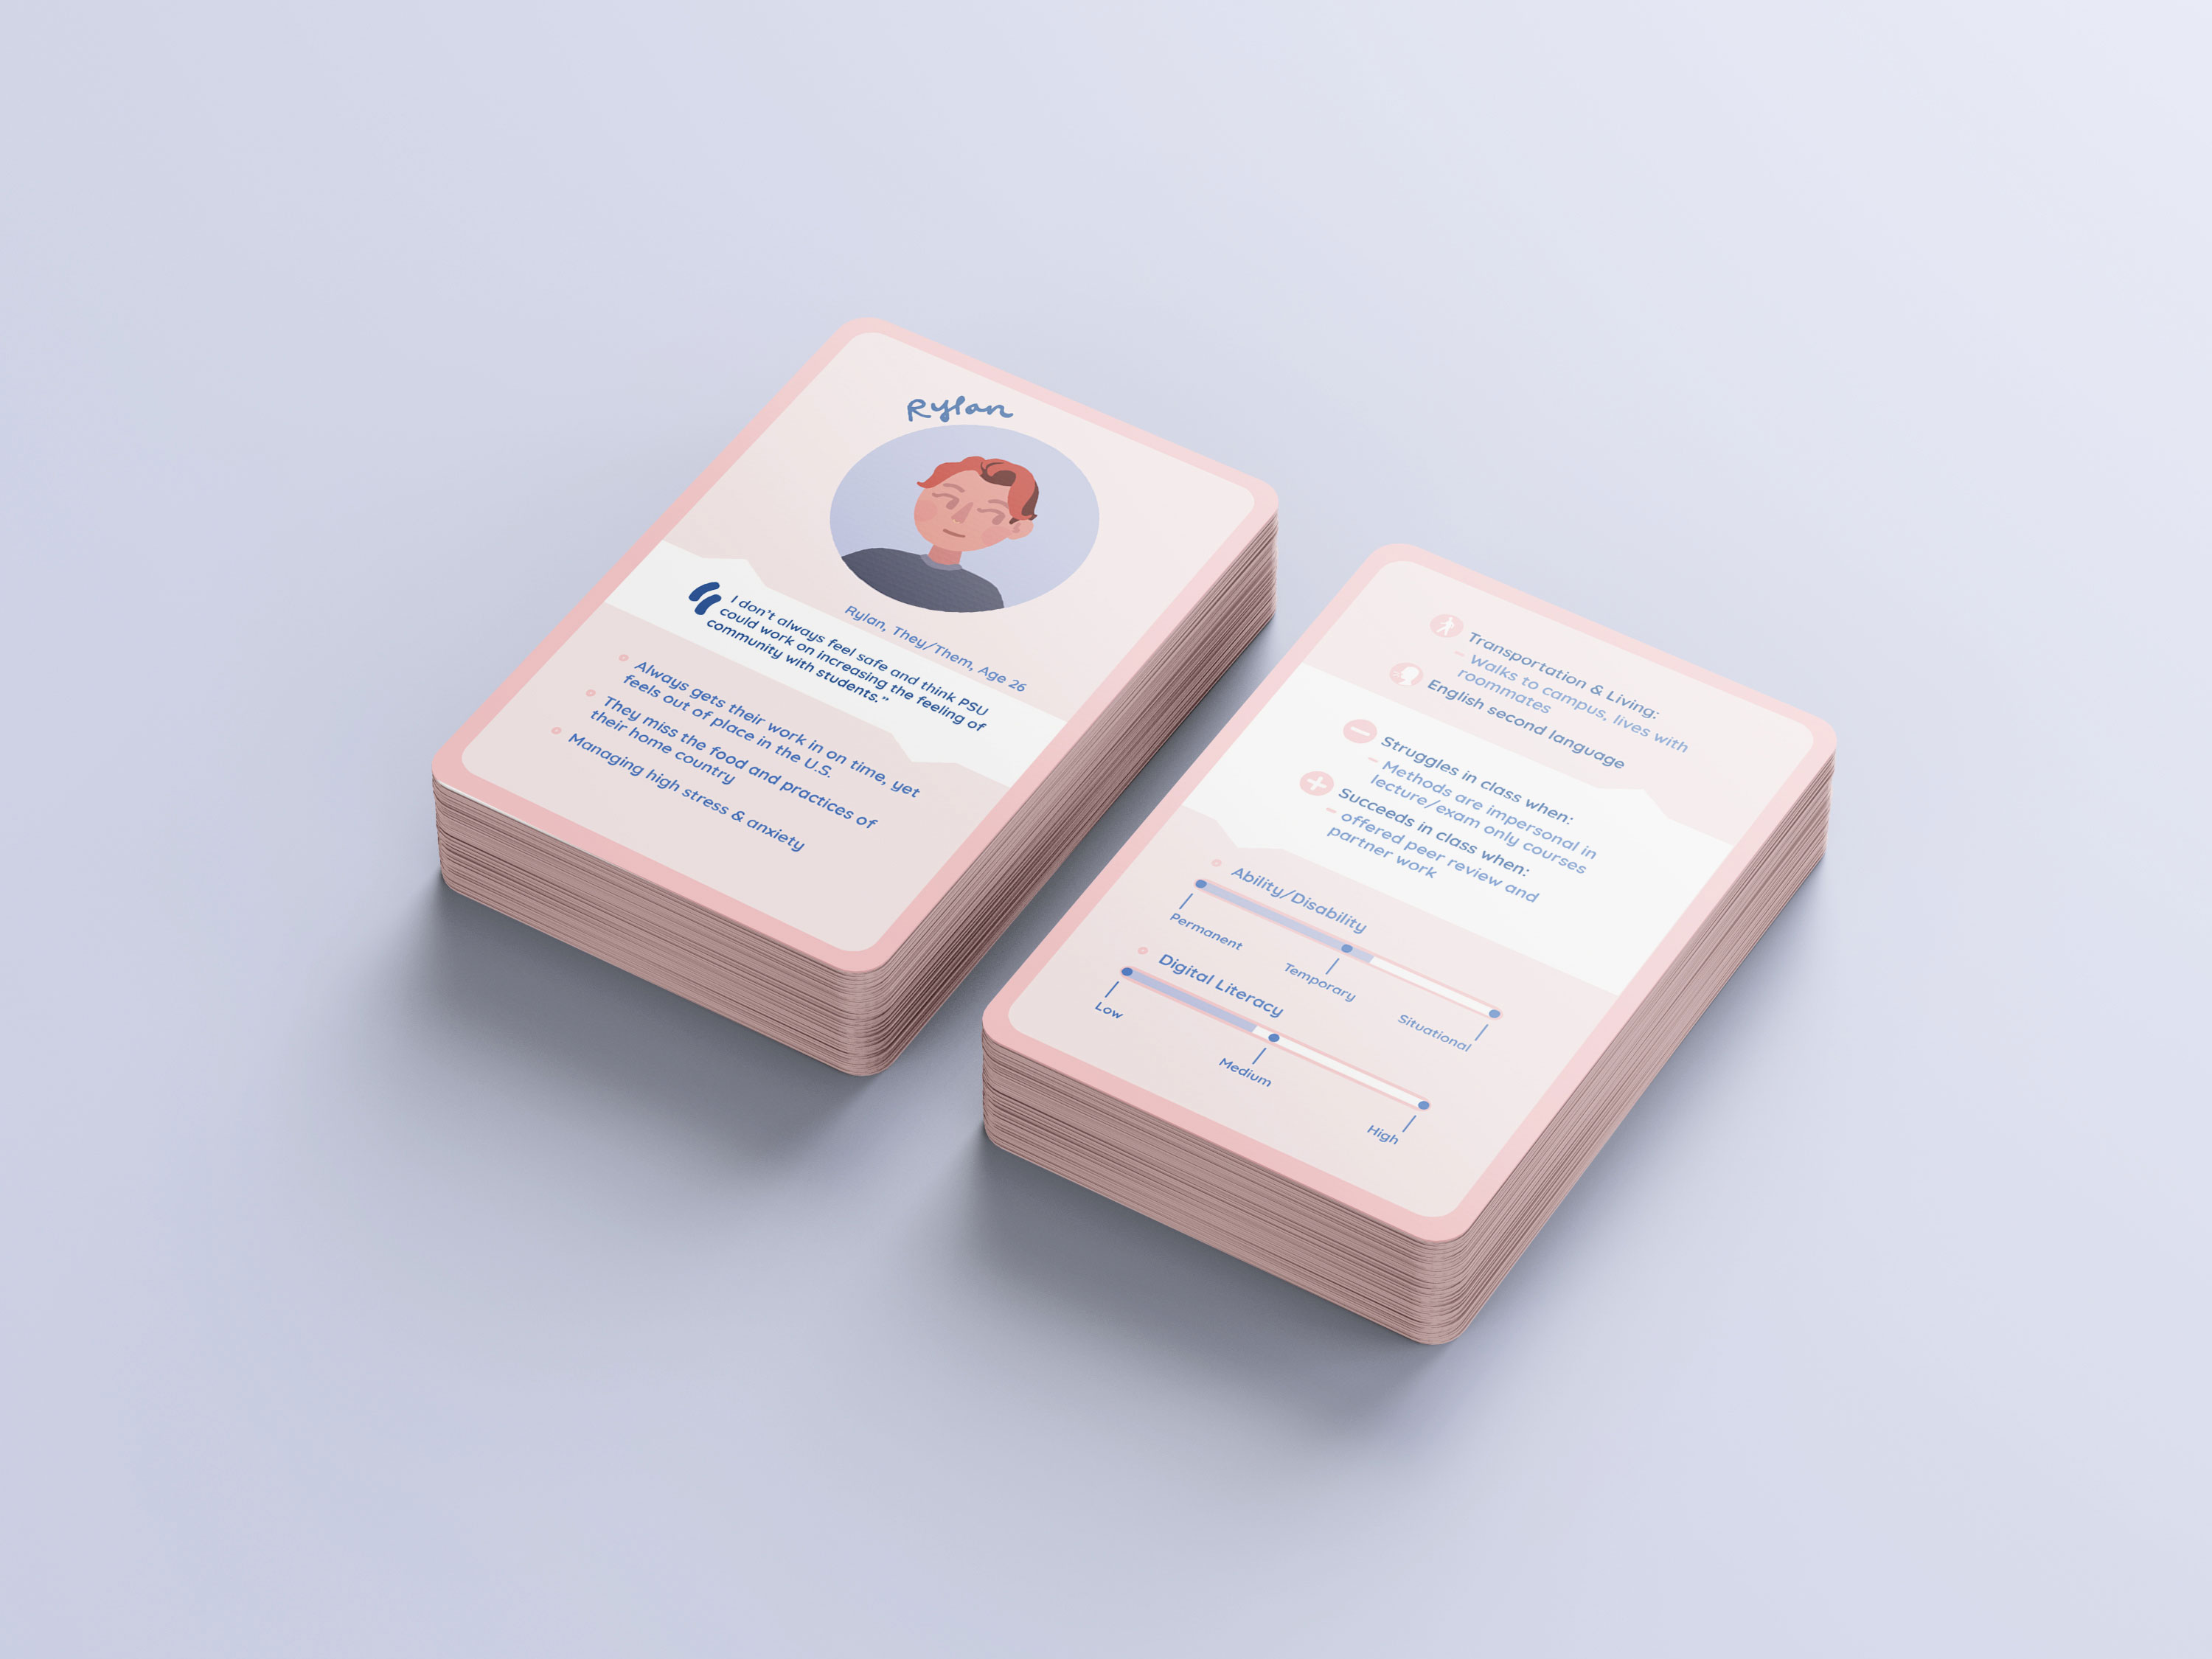 Rylan
Rylan, They/Them, Age 26
I don't always feel safe and think PSU
could work on increasing the feeling of
community with students."
Always gets their work in on time, yet
feels out of place in the U.S.
They miss the food and practices of
their home country
Managing high stress & anxiety
Transportation & Living:
– Walks to campus, lives with
roommates
English second language
Struggles in class when:
– Methods are impersonal in
lecture/exam only courses
Succeeds in class when:
– offered peer review and
partner work
Ability/Disability
Permanent
Temporary
Situational
Digital Literacy
Low
Medium
High